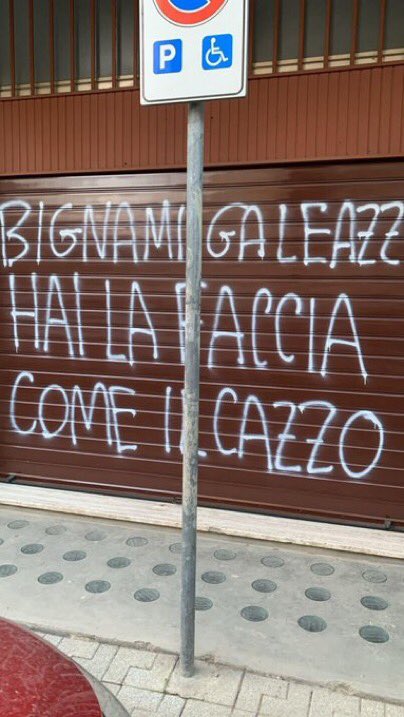 P
BIGNAMI GALEAZZ
HAI LA FACCIA
COME IL CAZZO